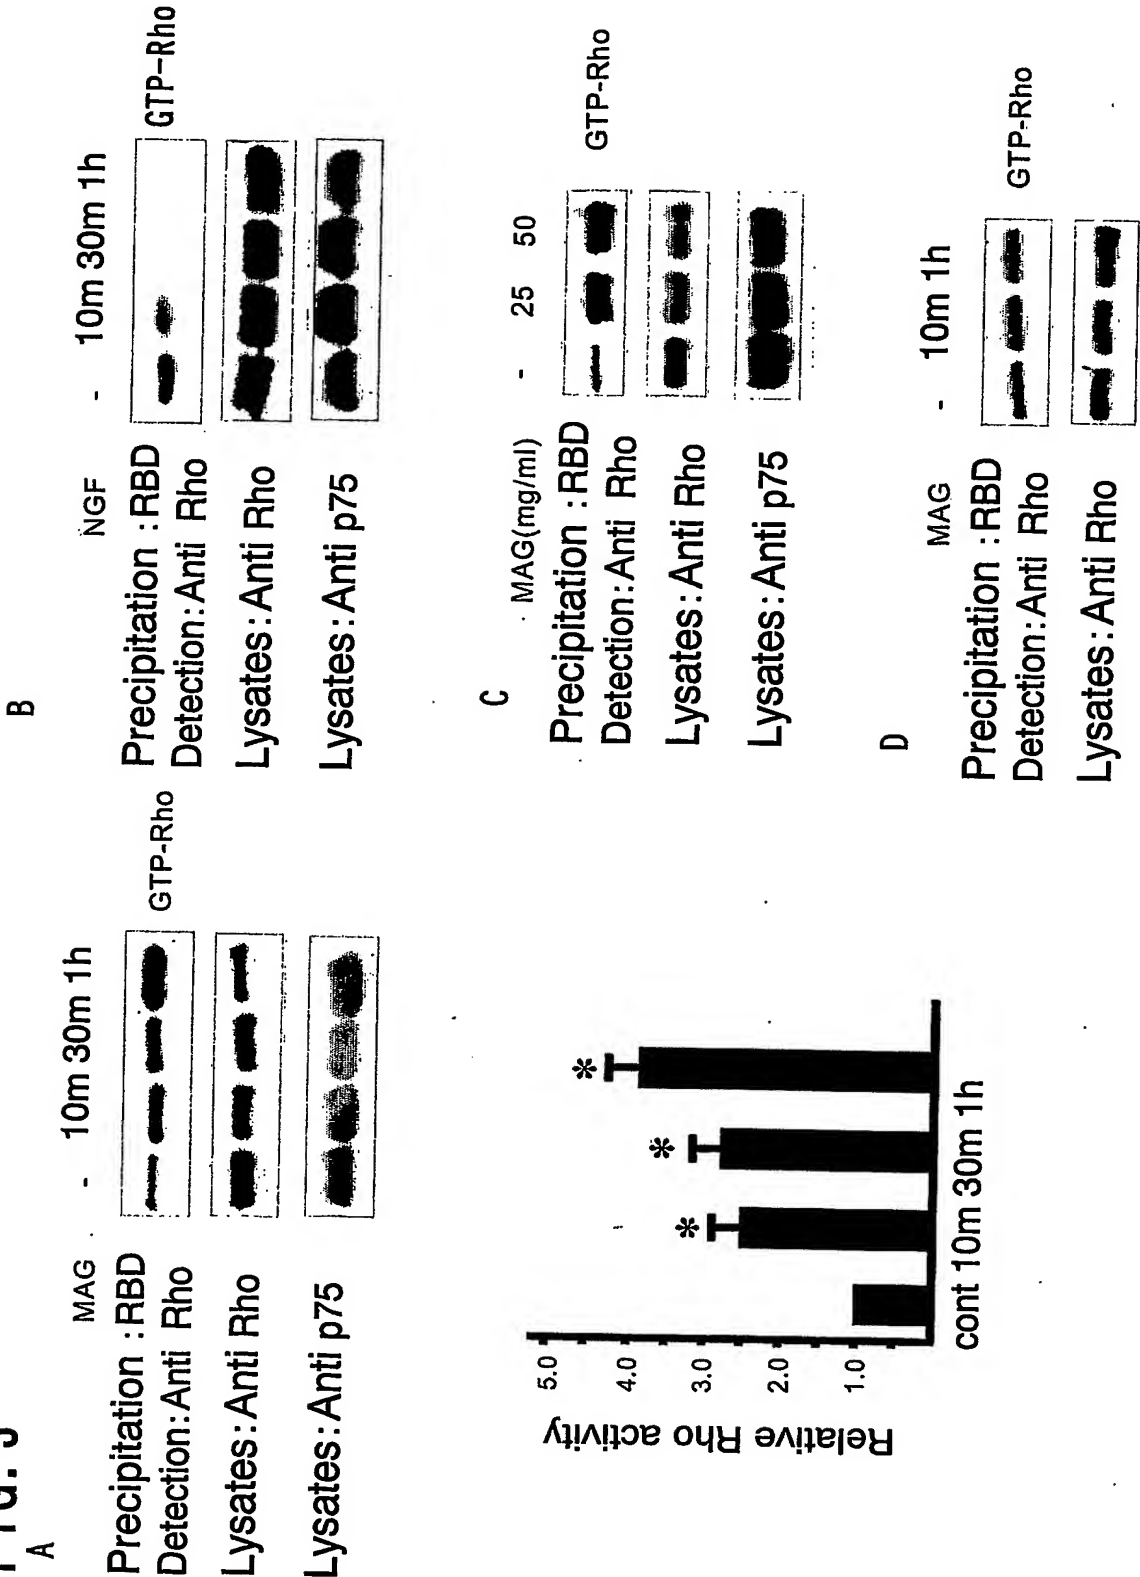 A
MAG - 10m 30m 1h
Precipitation : RBD
Detection: Anti Rho
GTP-Rho
Lysates: Anti Rho
Lysates: Anti p75
Relative Rho activity
5.0
4.0
3.0
2.0
1.0
* * *
cont 10m 30m 1h
B
NGF - 10m 30m 1h
Precipitation : RBD
Detection: Anti Rho
GTP-Rho
Lysates: Anti Rho
Lysates: Anti p75
C
MAG(mg/ml) - 25 50
Precipitation : RBD
Detection: Anti Rho
GTP-Rho
Lysates: Anti Rho
Lysates: Anti p75
D
MAG - 10m 1h
Precipitation : RBD
Detection: Anti Rho
GTP-Rho
Lysates: Anti Rho